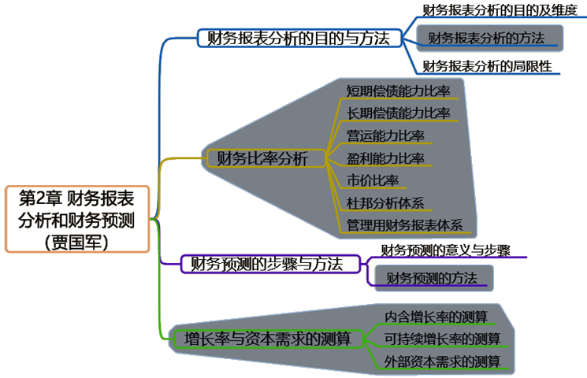 第2章 财务报表
分析和财务预测
（贾国军）
财务报表分析的目的与方法
财务报表分析的目的及维度
财务报表分析的方法
财务报表分析的局限性
财务比率分析
短期偿债能力比率
长期偿债能力比率
营运能力比率
盈利能力比率
市价比率
杜邦分析体系
管理用财务报表体系
财务预测的步骤与方法
财务预测的意义与步骤
财务预测的方法
增长率与资本需求的测算
内含增长率的测算
可持续增长率的测算
外部资本需求的测算